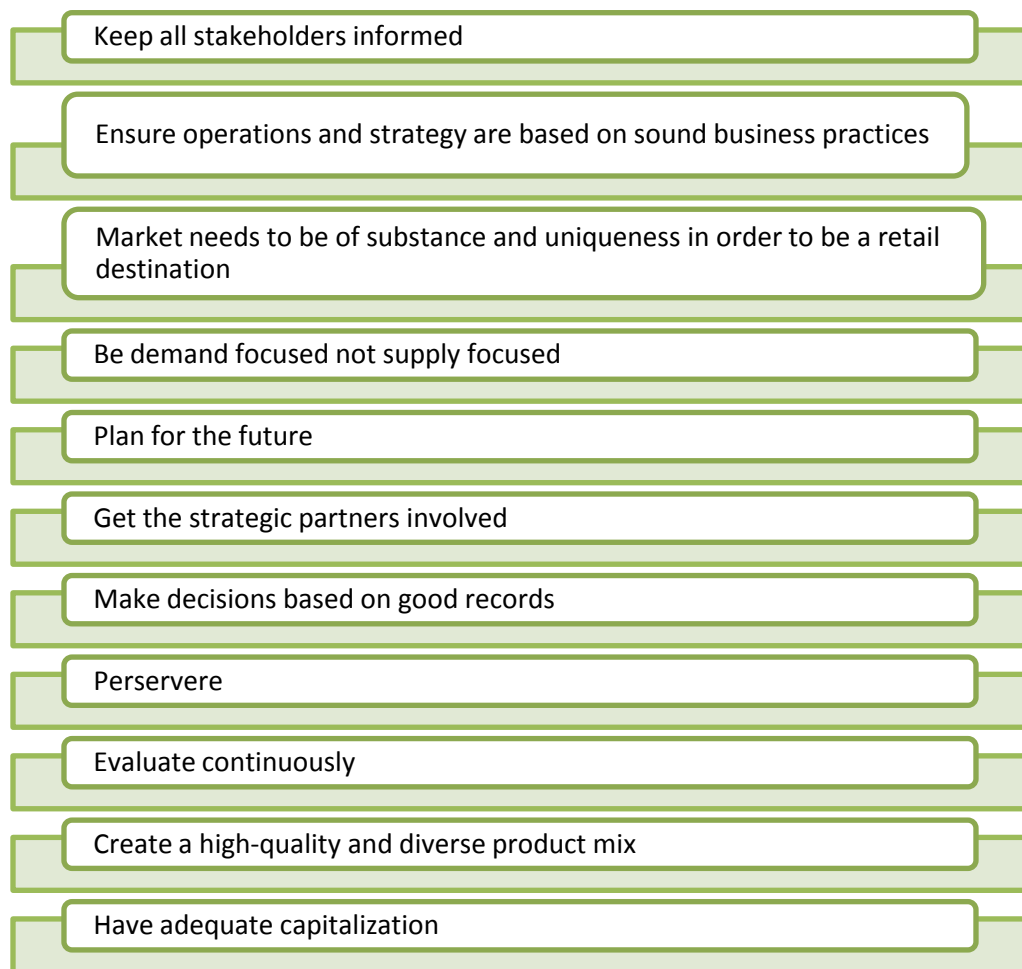 Keep all stakeholders informed
Ensure operations and strategy are based on sound business practices
Market needs to be of substance and uniqueness in order to be a retail
destination
Be demand focused not supply focused
Plan for the future
Get the strategic partners involved
Make decisions based on good records
Perservere
Evaluate continuously
Create a high-quality and diverse product mix
Have adequate capitalization